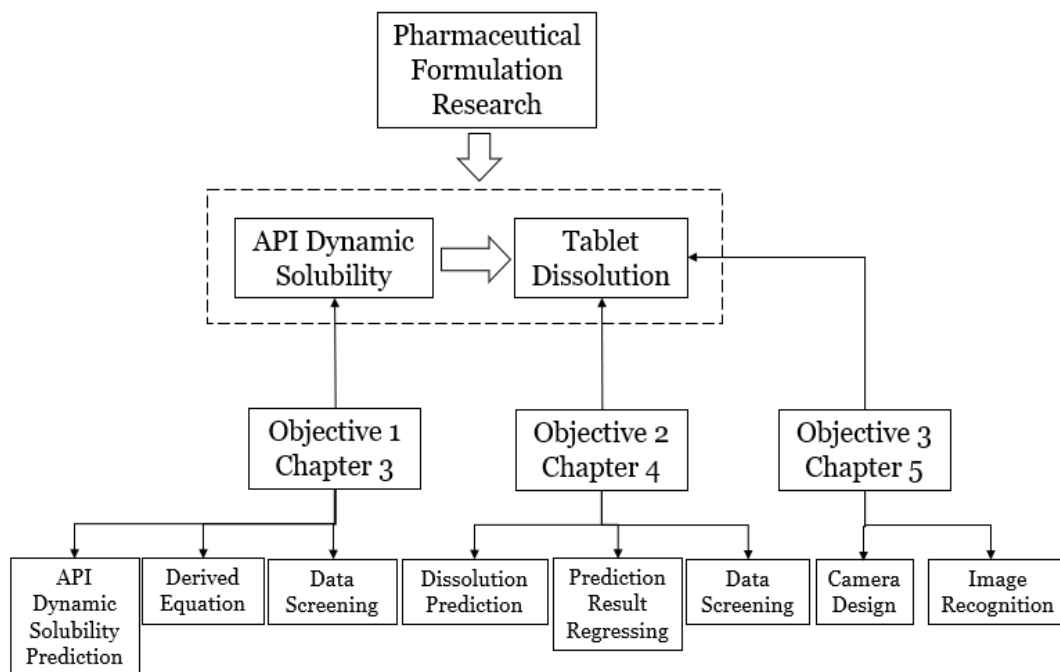 Pharmaceutical
Formulation
Research
API Dynamic
Solubility
Tablet
Dissolution
Objective 1
Chapter 3
Objective 2
Chapter 4
Objective 3
Chapter 5
API
Dynamic
Solubility
Prediction
Derived
Equation
Data
Screening
Dissolution
Prediction
Prediction
Result
Regressing
Data
Screening
Camera
Design
Image
Recognition